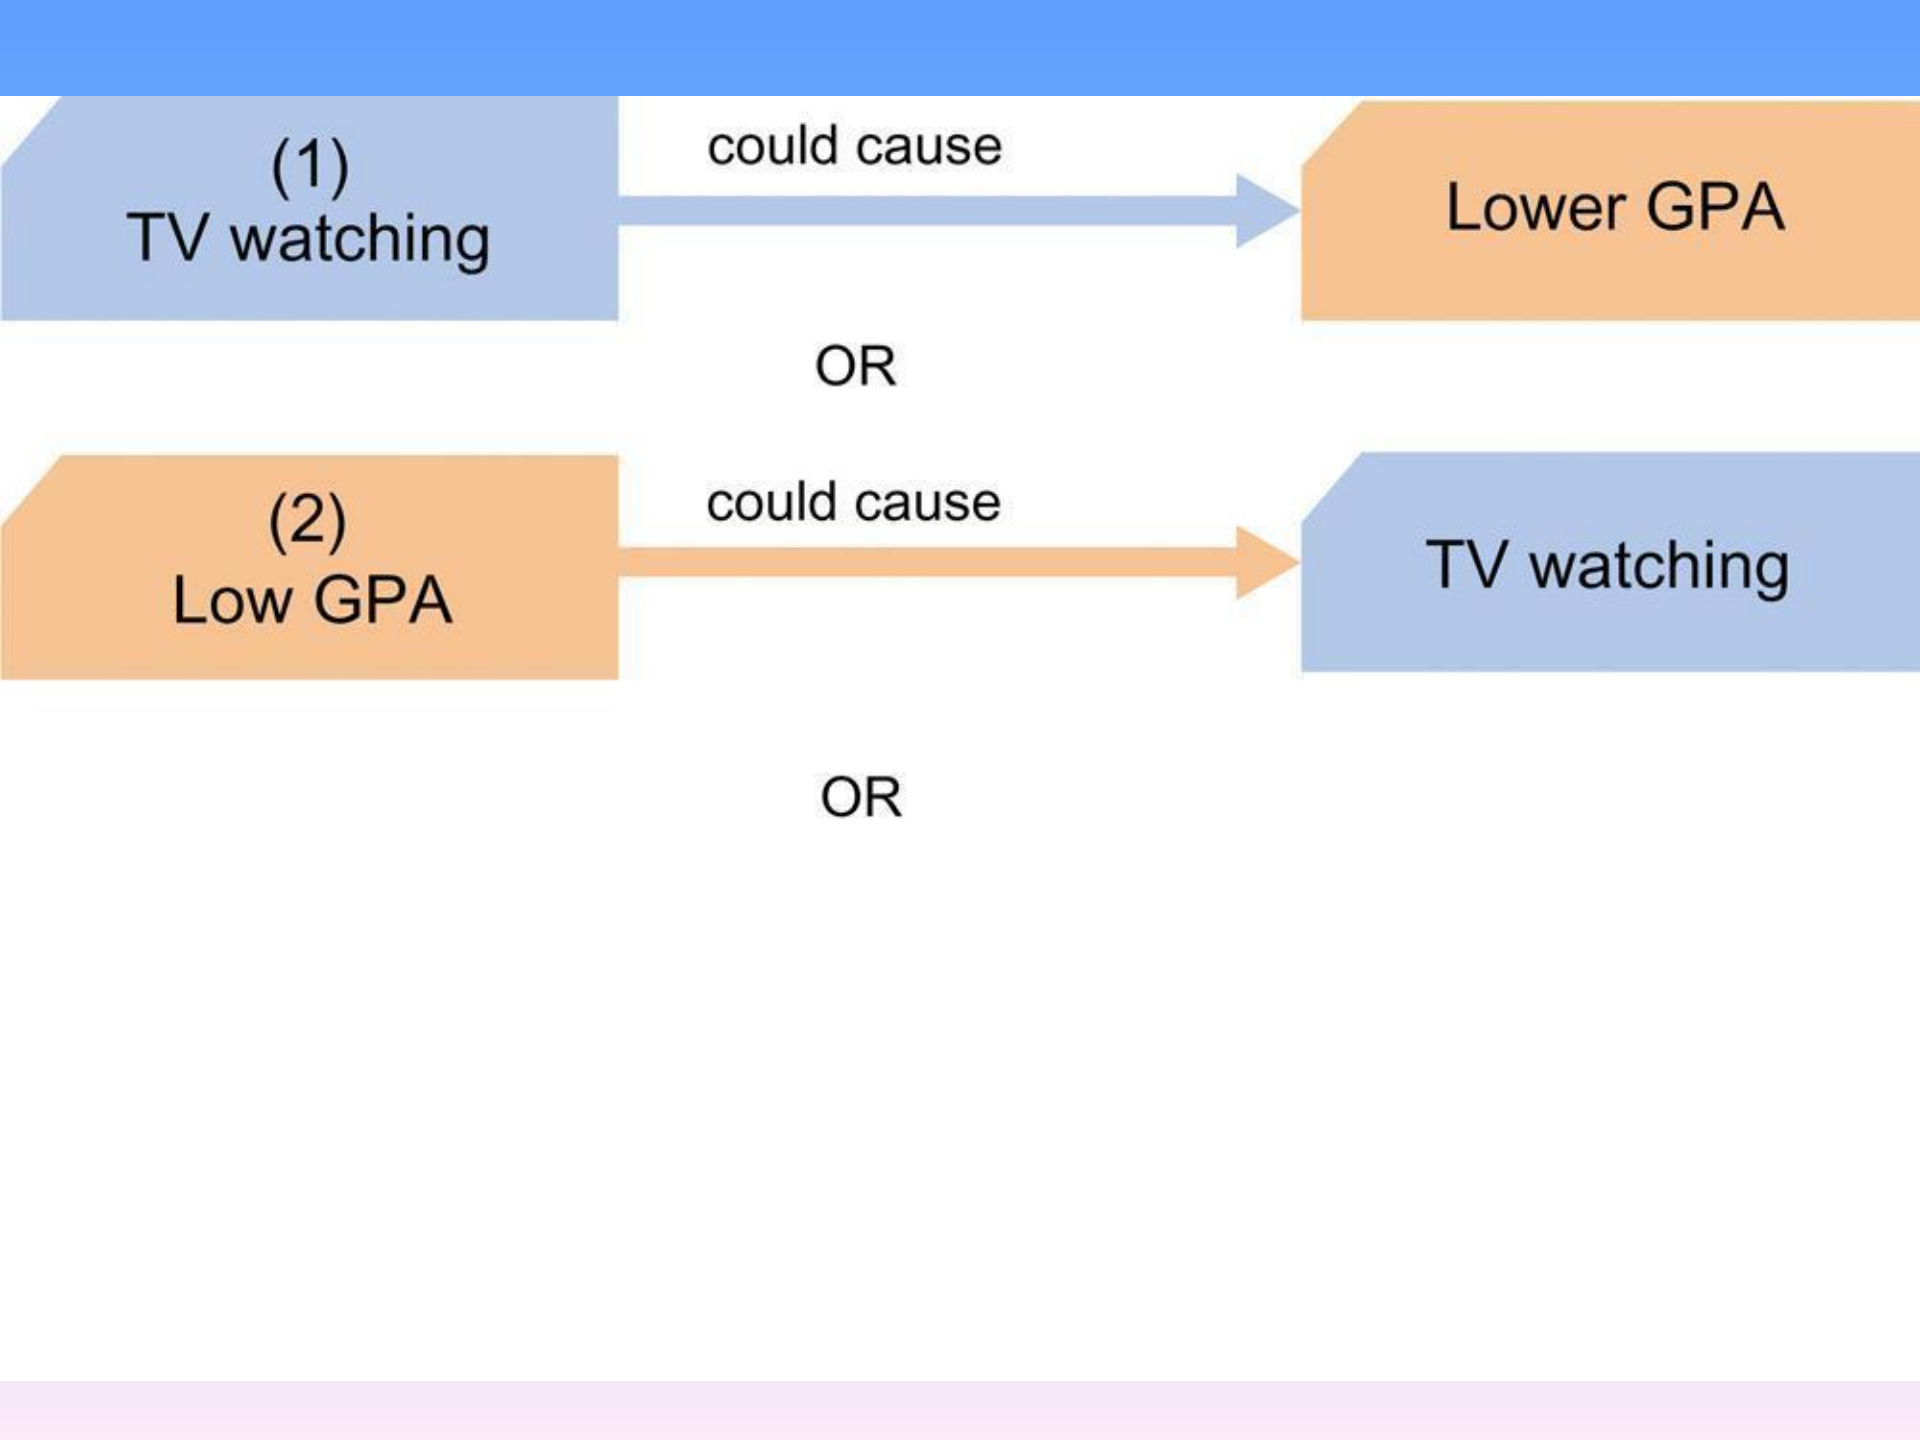 (1)
TV watching
could cause
Lower GPA
OR
(2)
Low GPA
could cause
TV watching
OR